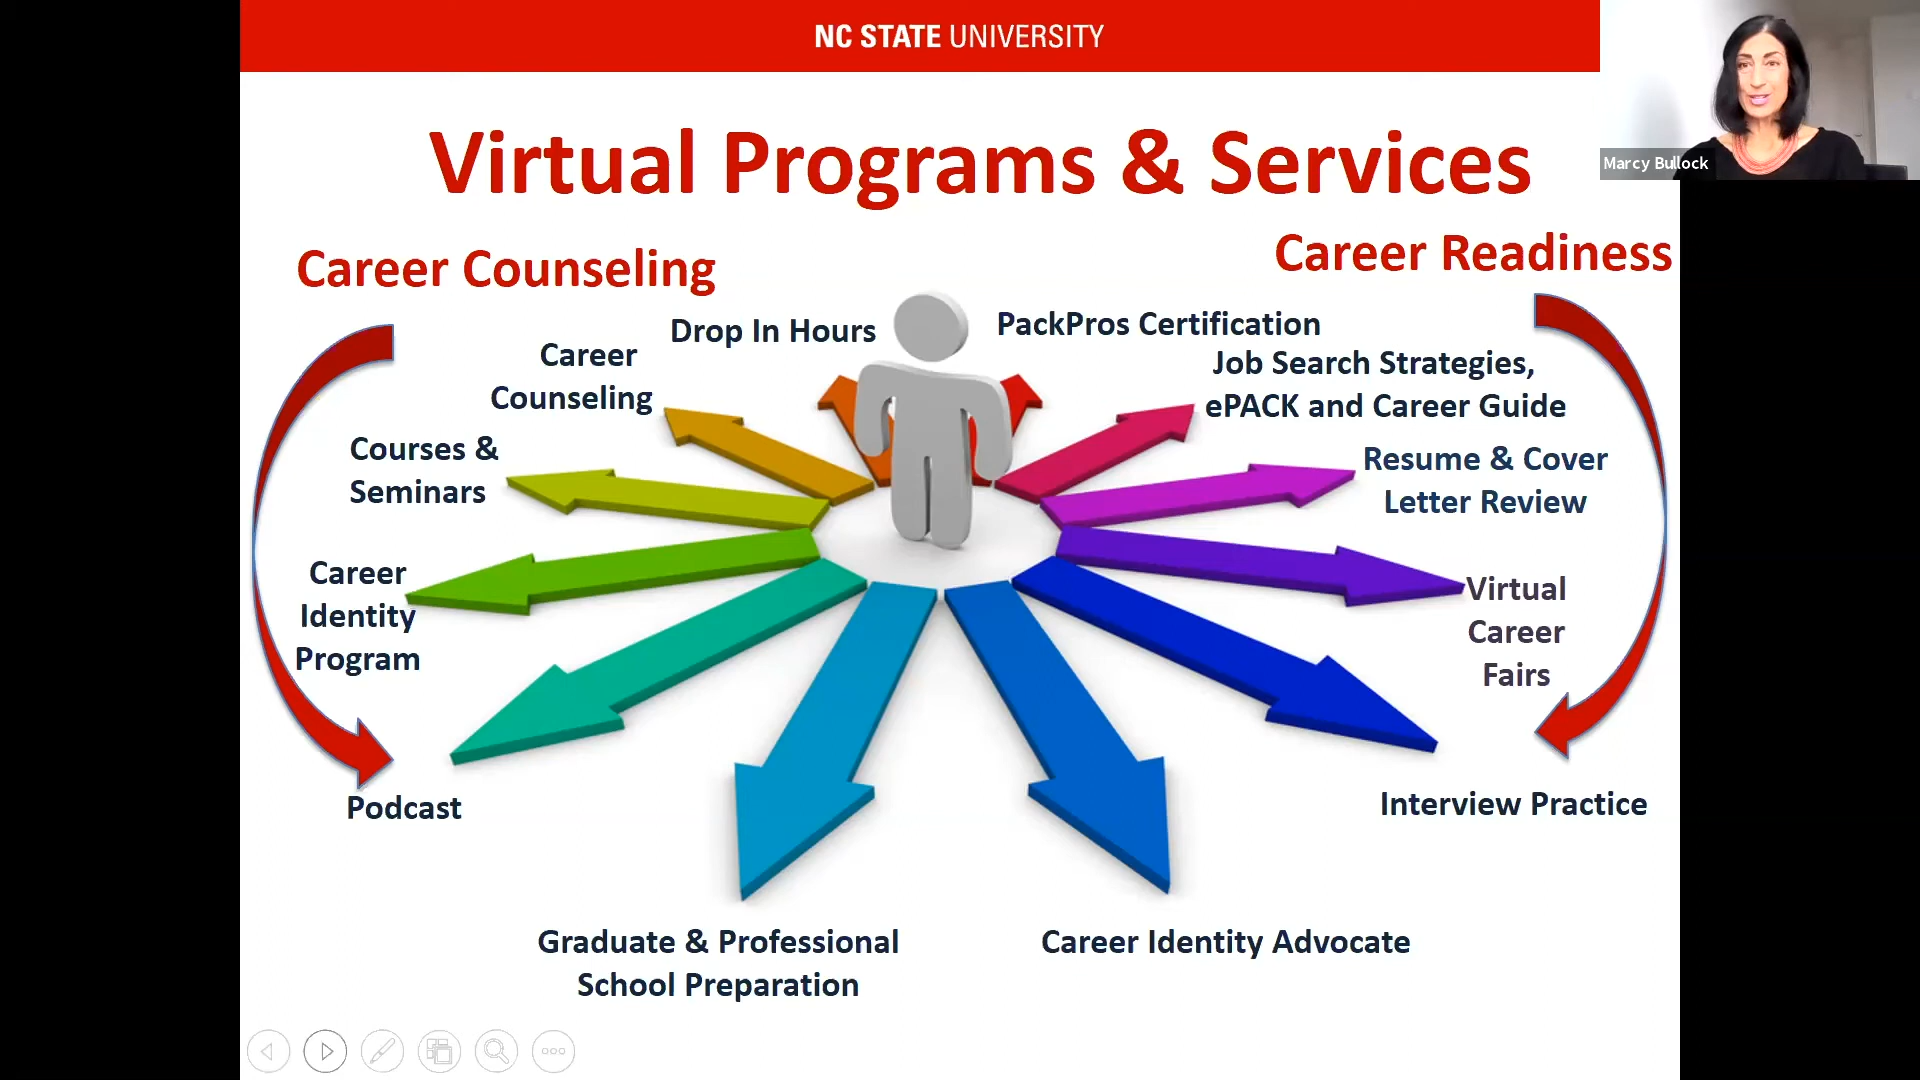 NC STATE UNIVERSITY
Marcy Bullock
Virtual Programs & Services
Career Counseling
Career Readiness
Drop In Hours
PackPros Certification
Career
Counseling
Job Search Strategies,
ePACK and Career Guide
Courses &
Seminars
Resume & Cover
Letter Review
Career
Identity
Program
Virtual
Career
Fairs
Podcast
Interview Practice
Graduate & Professional
School Preparation
Career Identity Advocate